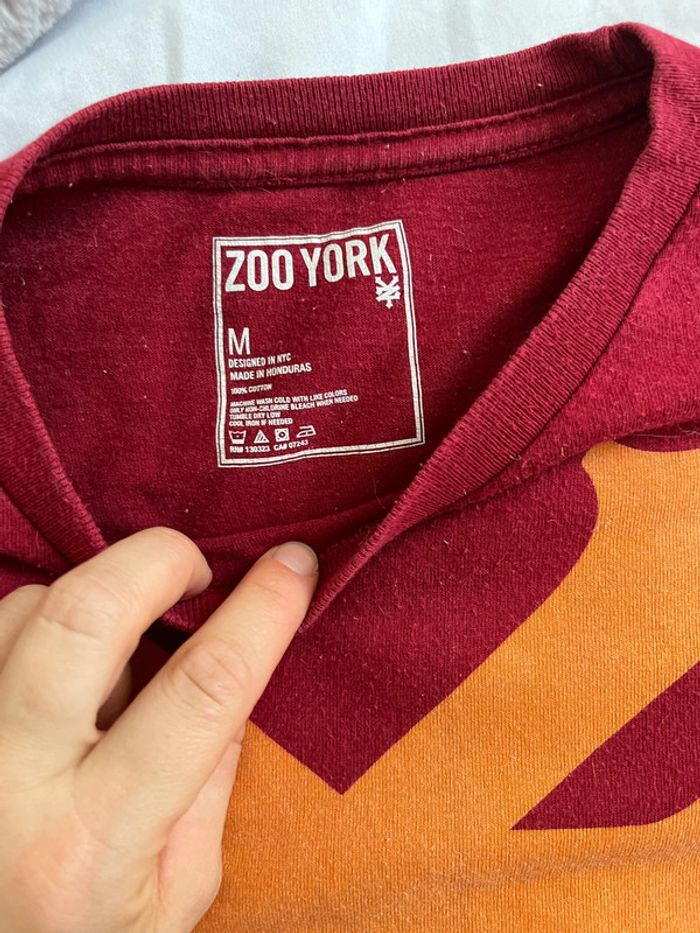 ZOO YORK
M
DESIGNED IN NYC
MADE IN HONDURAS
100% COTTON
MACHINE WASH COLD WITH LIKE COLORS
ONLY NON-CHLORINE BLEACH WHEN NEEDED
TUMBLE DRY LOW
COOL IRON IF NEEDED
RN# 130323 CA# 07243